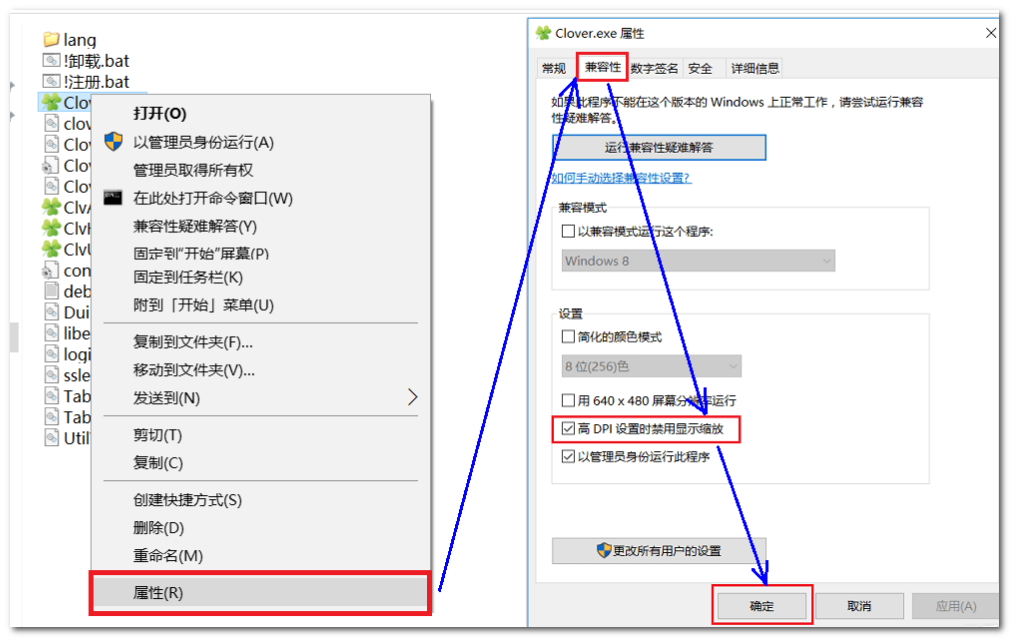 lang
!卸载.bat
!注册.bat
Clov
clov
Clov
Clov
Clov
ClvA
ClvH
ClvU
con
deb
Dui
libe
logi
ssle
Tab
Tab
Util
打开(O)
以管理员身份运行(A)
管理员取得所有权
在此处打开命令窗口(W)
兼容性疑难解答(Y)
固定到"开始"屏幕(P)
固定到任务栏(K)
附到「开始」菜单(U)
复制到文件夹(F)...
移动到文件夹(V)...
发送到(N)
剪切(T)
复制(C)
创建快捷方式(S)
删除(D)
重命名(M)
属性(R)
Clover.exe 属性
常规 兼容性 数字签名 安全 详细信息
如果此程序不能在这个版本的 Windows 上正常工作，请尝试运行兼容
性疑难解答。
运行兼容性疑难解答
如何手动选择兼容性设置?
兼容模式
以兼容模式运行这个程序:
Windows 8
设置
简化的颜色模式
8 位(256)色
用 640 x 480 屏幕分辨率运行
高 DPI 设置时禁用显示缩放
以管理员身份运行此程序
更改所有用户的设置
确定 取消 应用(A)